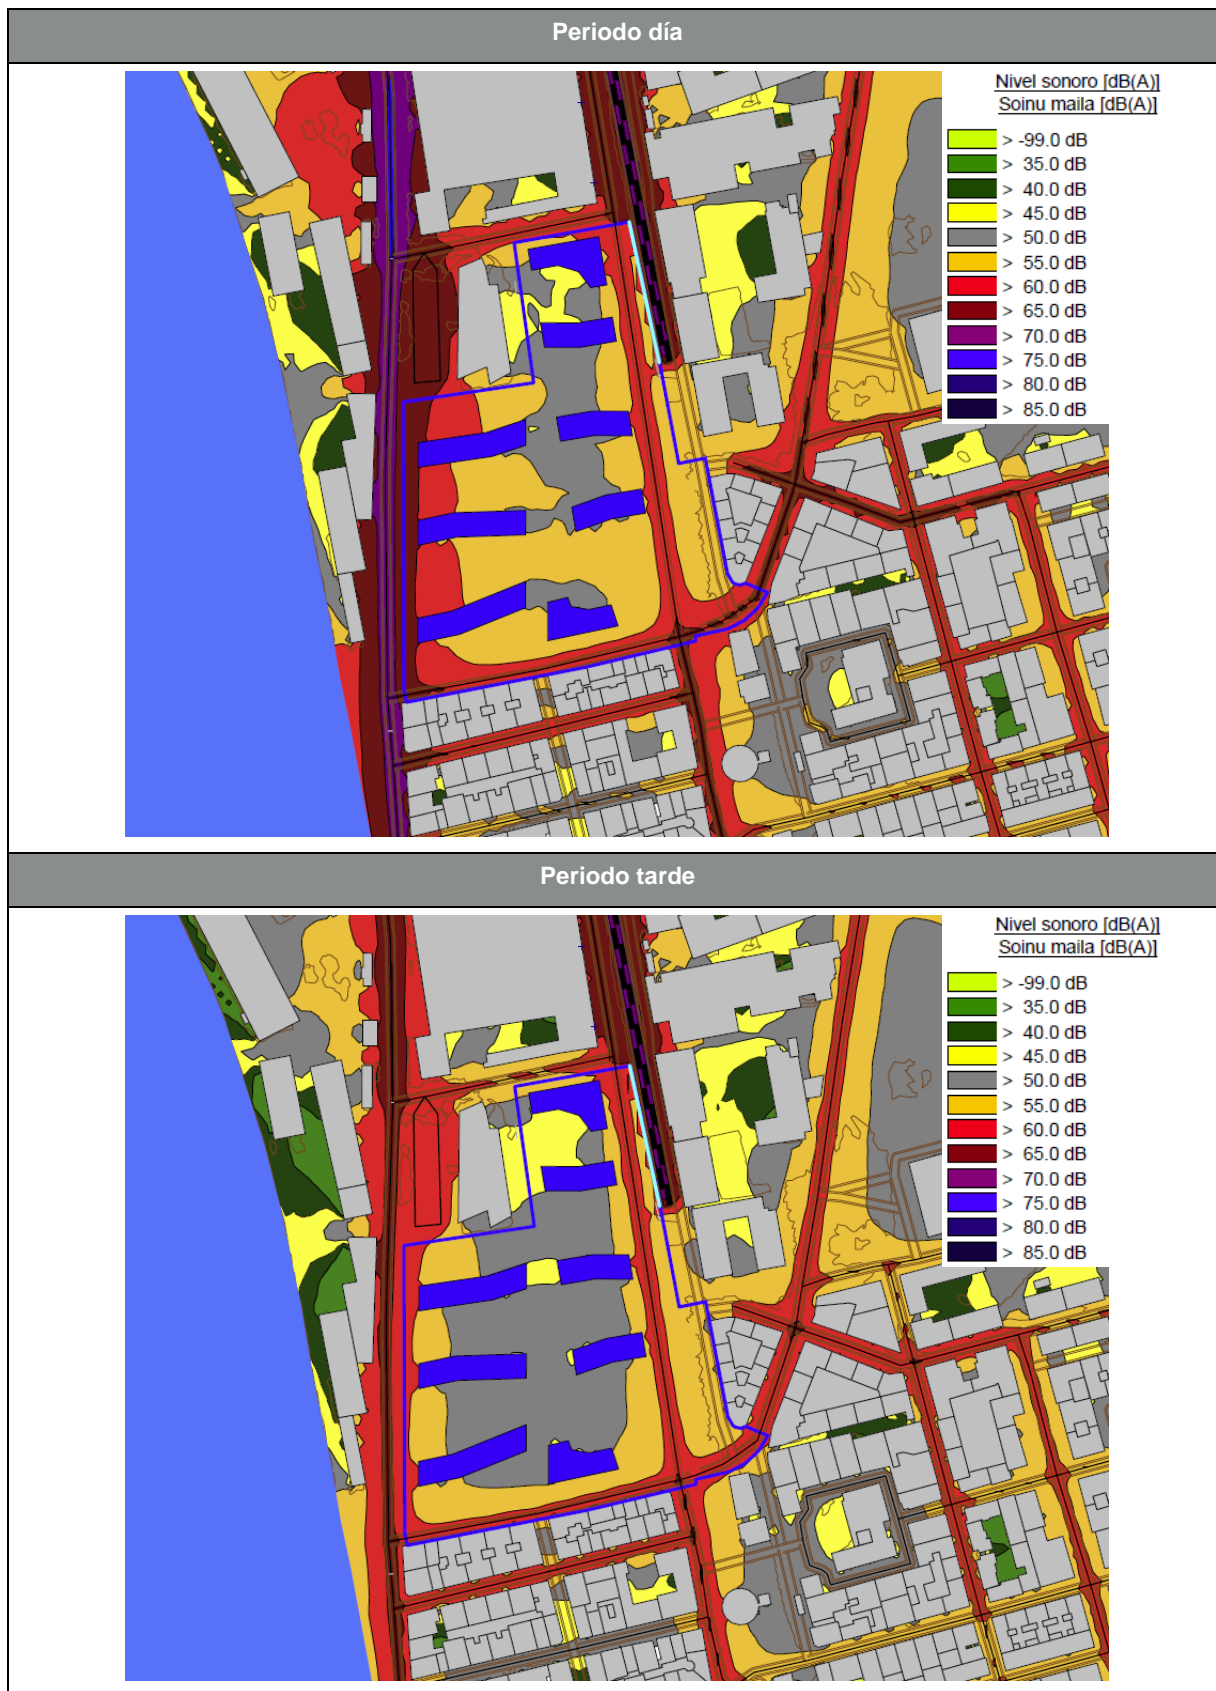 Periodo día
Nivel sonoro [dB(A)]
Soinu maila [dB(A)]
> -99.0 dB
> 35.0 dB
> 40.0 dB
> 45.0 dB
> 50.0 dB
> 55.0 dB
> 60.0 dB
> 65.0 dB
> 70.0 dB
> 75.0 dB
> 80.0 dB
> 85.0 dB
Periodo tarde
Nivel sonoro [dB(A)]
Soinu maila [dB(A)]
> -99.0 dB
> 35.0 dB
> 40.0 dB
> 45.0 dB
> 50.0 dB
> 55.0 dB
> 60.0 dB
> 65.0 dB
> 70.0 dB
> 75.0 dB
> 80.0 dB
> 85.0 dB